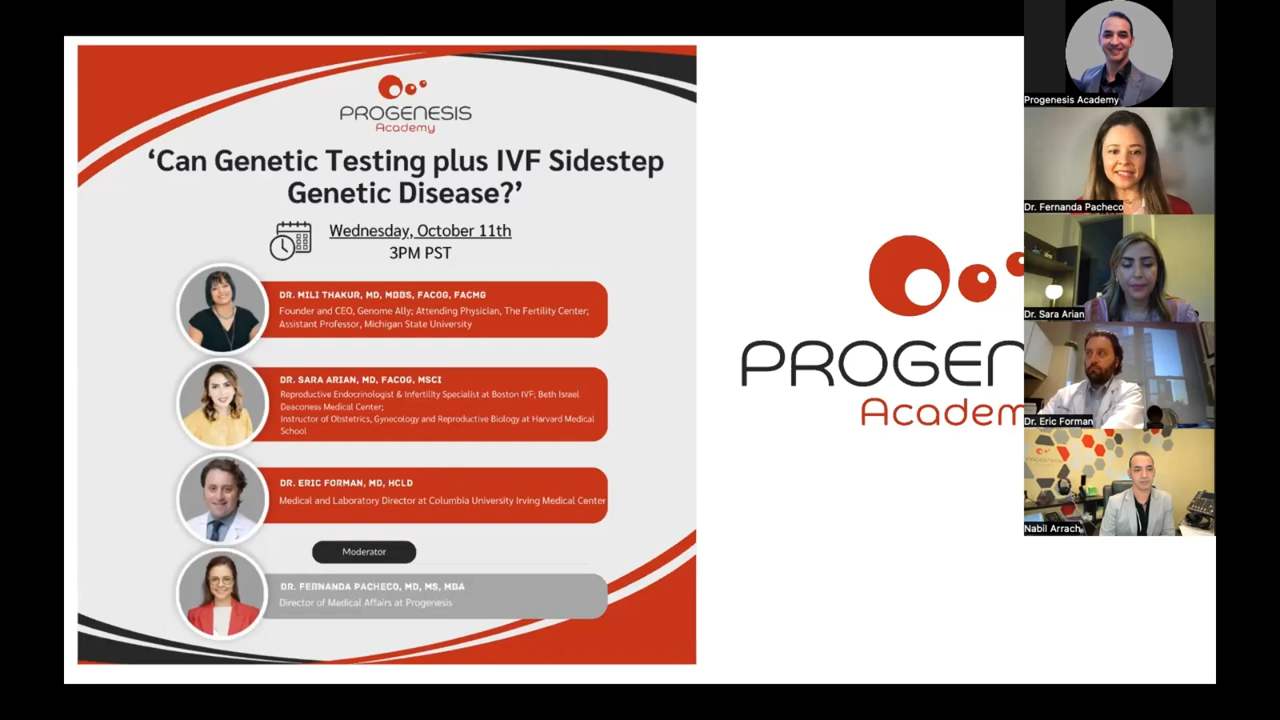 PROGENESIS
Academy
‘Can Genetic Testing plus IVF Sidestep
Genetic Disease?’
Wednesday, October 11th
3PM PST
DR. MILI THAKUR, MD, MBBS, FACOG, FACMG
Founder and CEO, Genome Ally; Attending Physician, The Fertility Center;
Assistant Professor, Michigan State University
DR. SARA ARIAN, MD, FACOG, MSCI
Reproductive Endocrinologist & Infertility Specialist at Boston IVF; Beth Israel
Deaconess Medical Center;
Instructor of Obstetrics, Gynecology and Reproductive Biology at Harvard Medical
School
DR. ERIC FORMAN, MD, HCLD
Medical and Laboratory Director at Columbia University Irving Medical Center
Moderator
DR. FERNANDA PACHECO, MD, MS, MBA
Director of Medical Affairs at Progenesis
PROGEN
Academ
Progenesis Academy
Dr. Fernanda Pacheco
Dr. Sara Arian
Dr. Eric Forman
Nabil Arrach